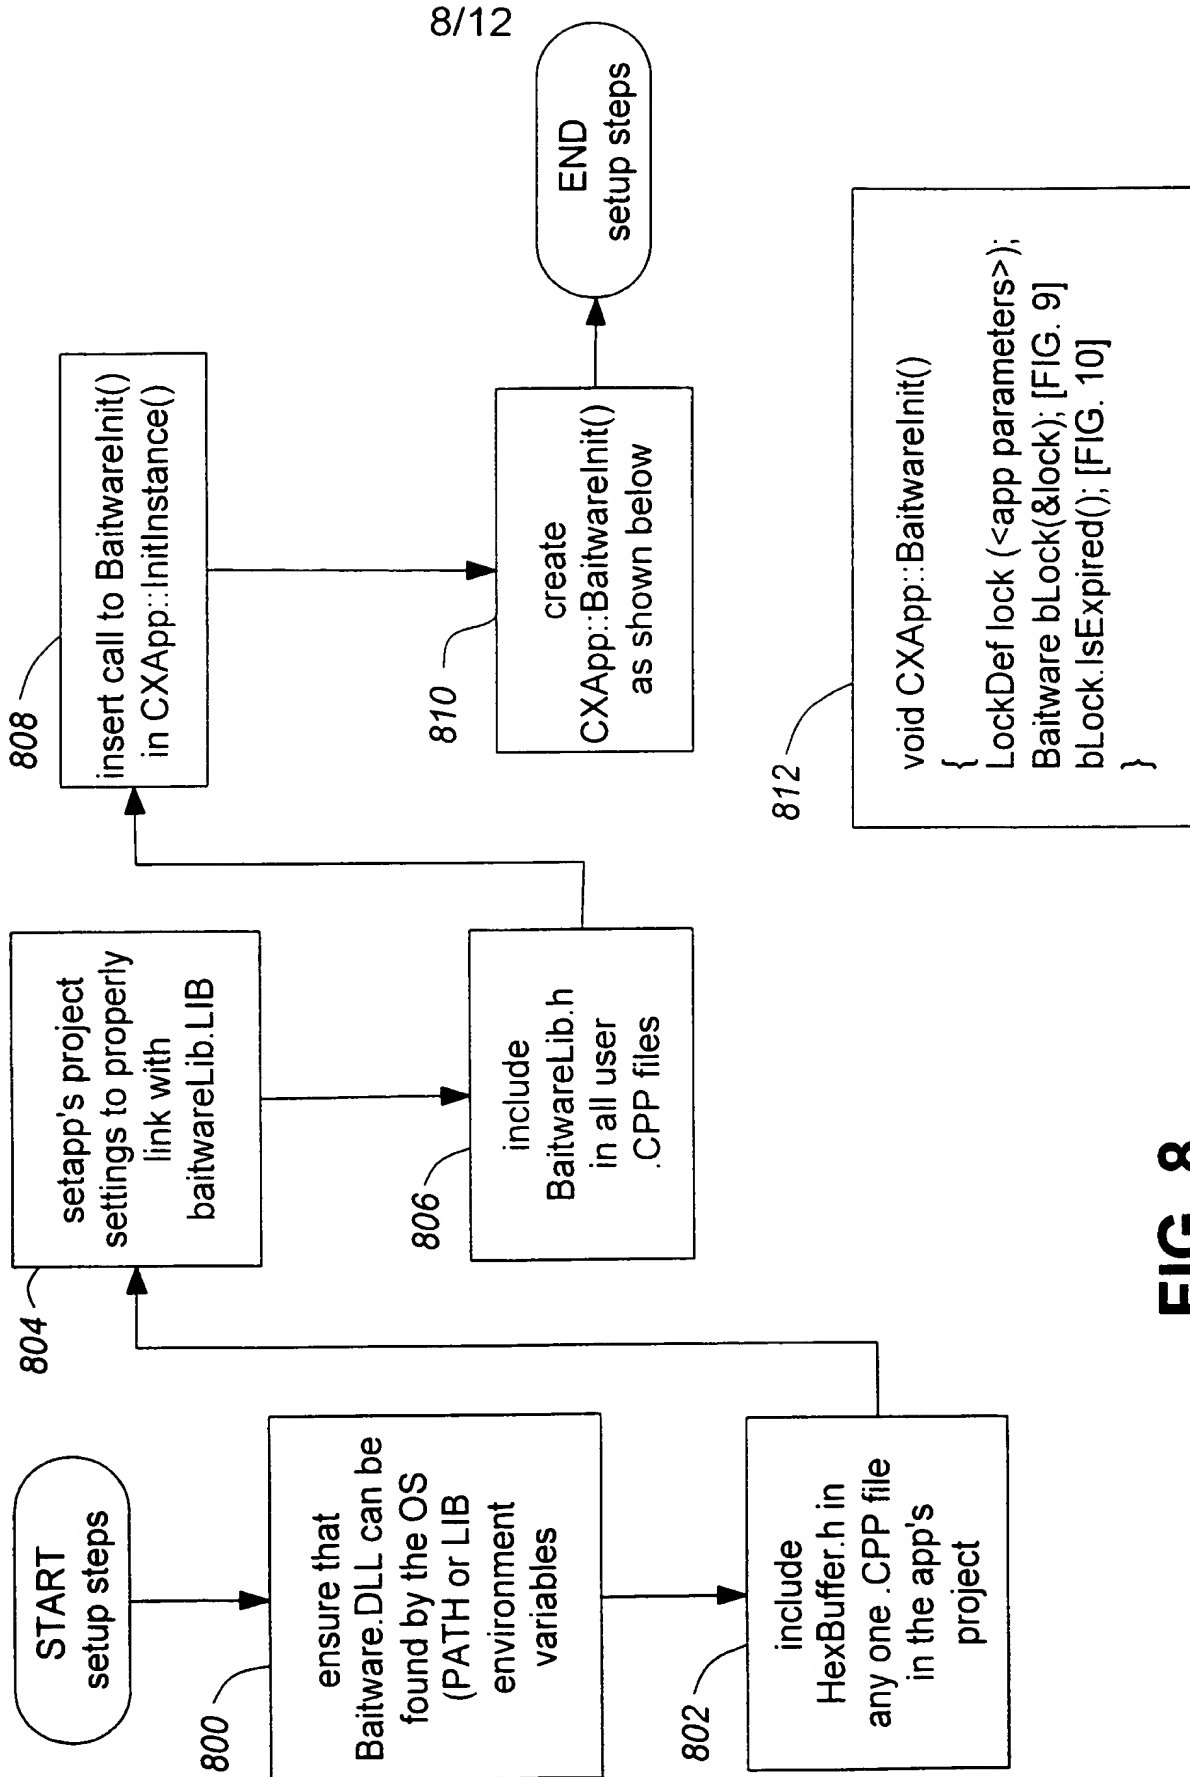 8/12
START
setup steps
800
ensure that
Baitware.DLL can be
found by the OS
(PATH or LIB
environment
variables
802
include
HexBuffer.h in
any one .CPP file
in the app's
project
804
setapp's project
settings to properly
link with
baitwareLib.LIB
806
include
BaitwareLib.h
in all user
.CPP files
808
insert call to BaitwareInit()
in CXApp::InitInstance()
810
create
CXApp::BaitwareInit()
as shown below
END
setup steps
812
void CXApp::BaitwareInit()
{
LockDef lock (<app parameters>);
Baitware bLock(&lock); [FIG. 9]
bLock.IsExpired(); [FIG. 10]
}
FIG. 8